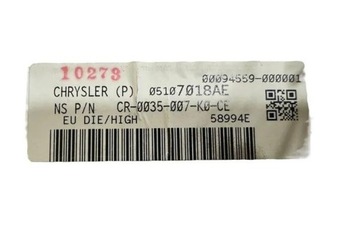 10273 00094559-000001
CHRYSLER (P) 05107018AE
NS P/N CR-0035-007-K0-CE
EU DIE/HIGH 58994E